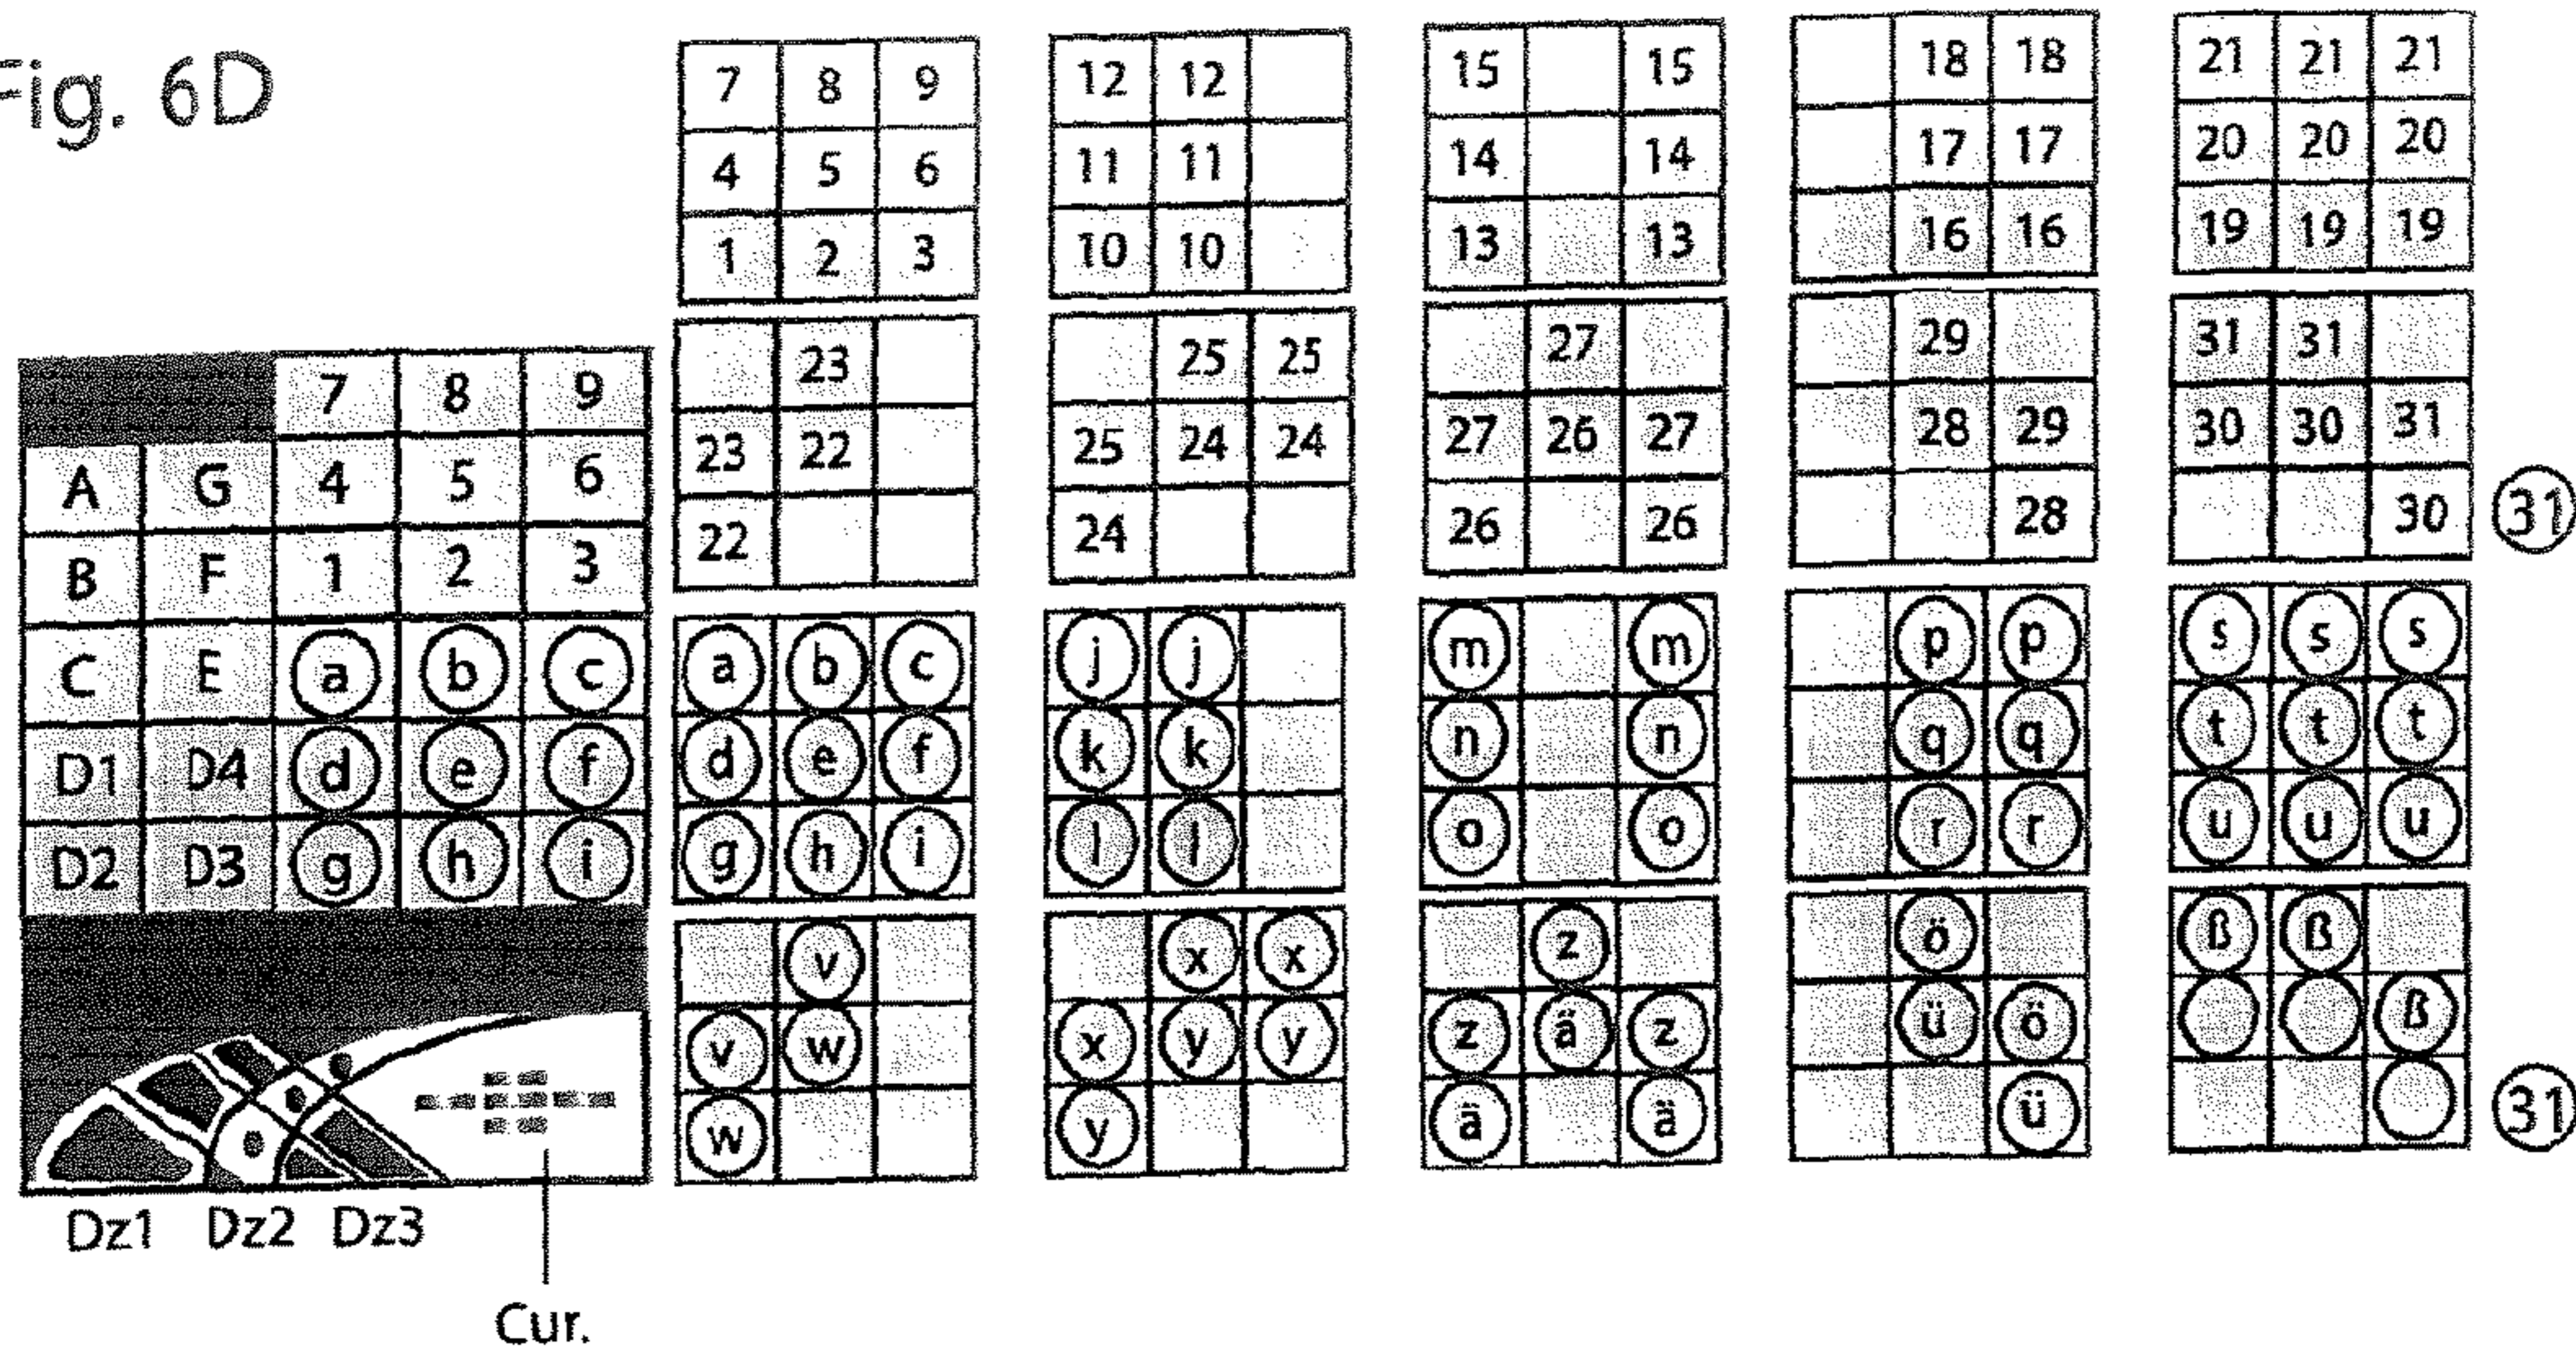 Fig. 6D
7 8 9 12 12 15 15 18 18 21 21 21
4 5 6 11 11 14 14 17 17 20 20 20
1 2 3 10 10 13 13 16 16 19 19 19
23 25 25 27 29 31 31
23 22 25 24 24 27 26 27 28 29 30 30 31
22 24 26 26 28 30 31
7 8 9
A G 4 5 6
B F 1 2 3
C E a b c
D1 D4 d e f
D2 D3 g h i
a b c j j m m p p s s s
d e f k k n n q q t t t
g h i l l o o r r u u u
v x x z ö ß ß
v w x y y z ä z ü ö ß
w y ä ä ü 31
Dz1 Dz2 Dz3
Cur.